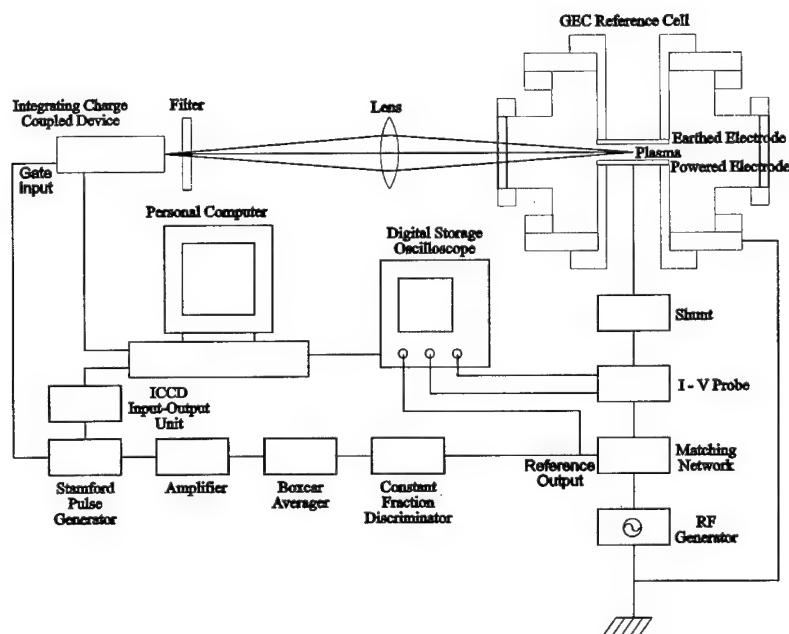 GEC Reference Cell
Integrating Charge
Coupled Device
Filter
Lens
Earthed Electrode
Plasma
Powered Electrode
Gate
Input
Personal Computer
Digital Storage
Oscilloscope
Shunt
I - V Probe
ICCD
Input-Output
Unit
Matching
Network
Reference
Output
Stamford
Pulse
Generator
Amplifier
Boxcar
Averager
Constant
Fraction
Discriminator
RF
Generator